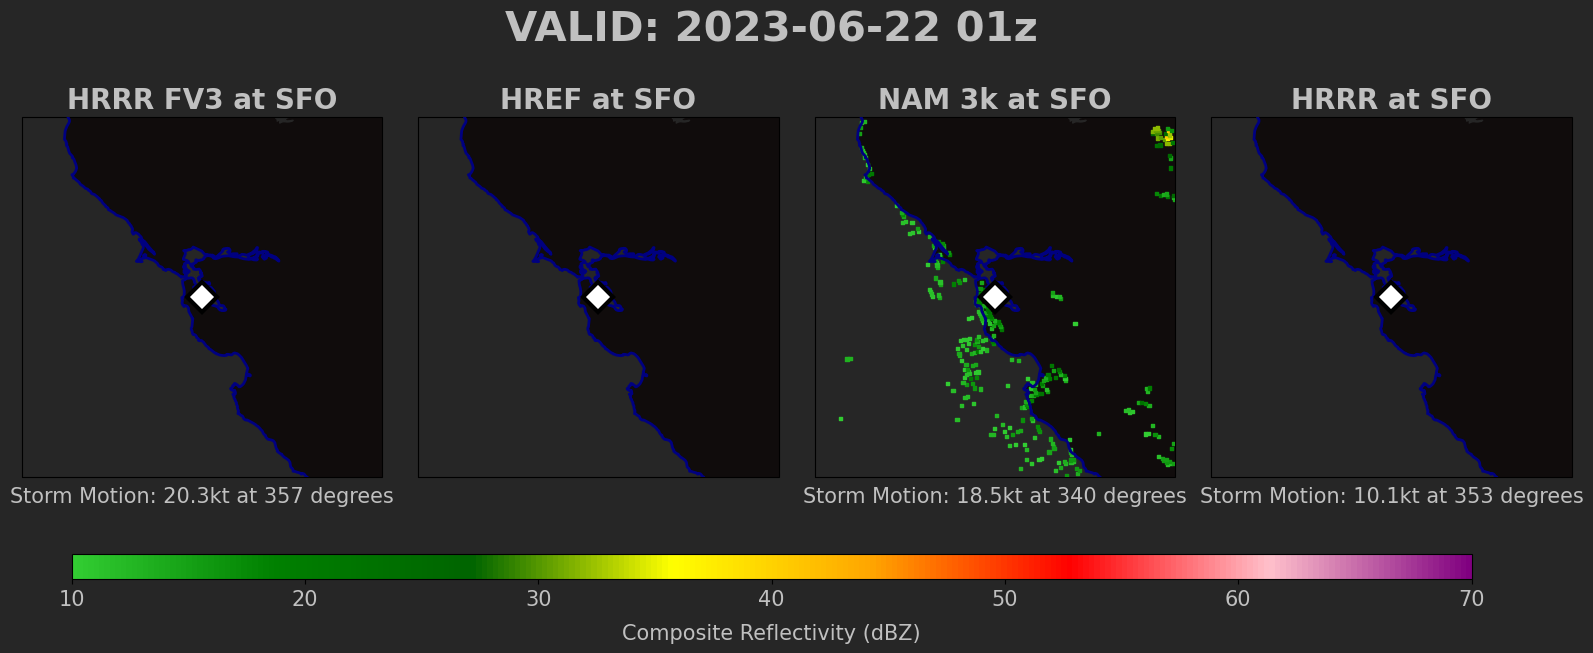 VALID: 2023-06-22 01z
HRRR FV3 at SFO
HREF at SFO
NAM 3k at SFO
HRRR at SFO
Storm Motion: 20.3kt at 357 degrees
Storm Motion: 18.5kt at 340 degrees
Storm Motion: 10.1kt at 353 degrees
10 20 30 40 50 60 70
Composite Reflectivity (dBZ)